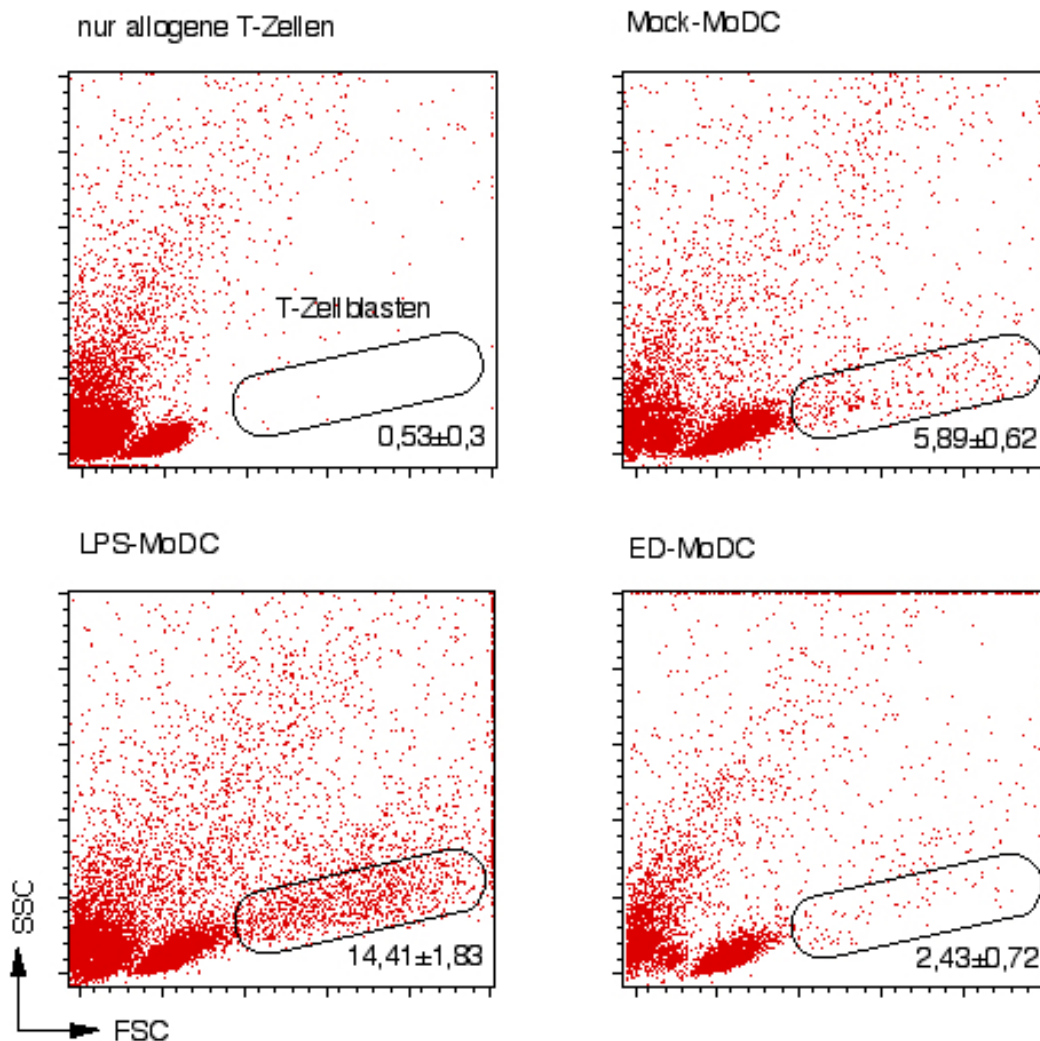 nur allogene T-Zellen
Mock-MoDC
T-Zellblasten
0,53±0,3
5,89±0,62
LPS-MoDC
ED-MoDC
14,41±1,83
2,43±0,72
SSC
FSC